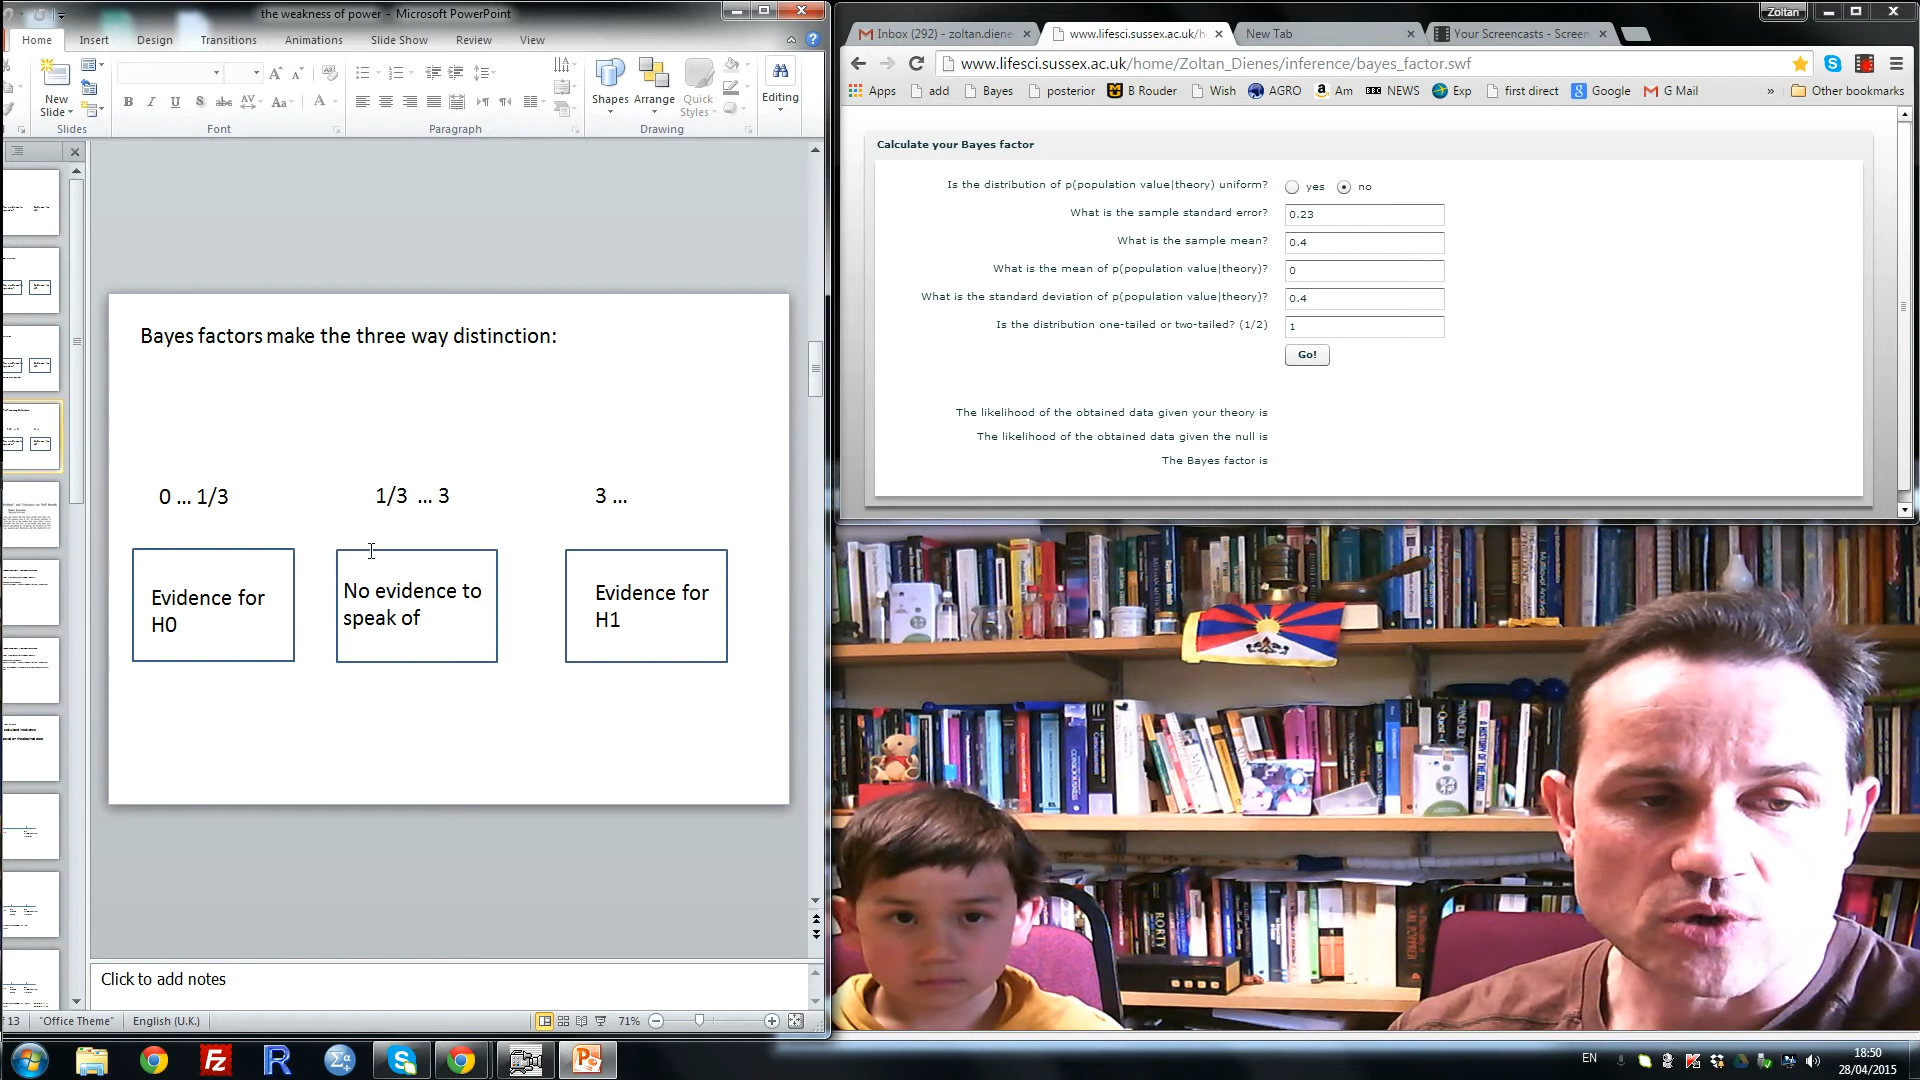 the weakness of power - Microsoft PowerPoint
Home Insert Design Transitions Animations Slide Show Review View
New
Slide
Shapes Arrange Quick
Styles
Editing
Slides Font Paragraph Drawing
Bayes factors make the three way distinction:
0 ... 1/3 1/3 ... 3 3 ...
Evidence for
H0
No evidence to
speak of
Evidence for
H1
Click to add notes
13 "Office Theme" English (U.K.) 71%
Zoltan
Inbox (292) - zoltan.diene www.lifesci.sussex.ac.uk/h New Tab Your Screencasts - Screen
www.lifesci.sussex.ac.uk/home/Zoltan_Dienes/inference/bayes_factor.swf
Apps add Bayes posterior B Rouder Wish AGRO Am NEWS Exp first direct Google G Mail » Other bookmarks
Calculate your Bayes factor
Is the distribution of p(population value|theory) uniform? yes no
What is the sample standard error? 0.23
What is the sample mean? 0.4
What is the mean of p(population value|theory)? 0
What is the standard deviation of p(population value|theory)? 0.4
Is the distribution one-tailed or two-tailed? (1/2) 1
Go!
The likelihood of the obtained data given your theory is
The likelihood of the obtained data given the null is
The Bayes factor is
RORTY
EN
18:50
28/04/2015